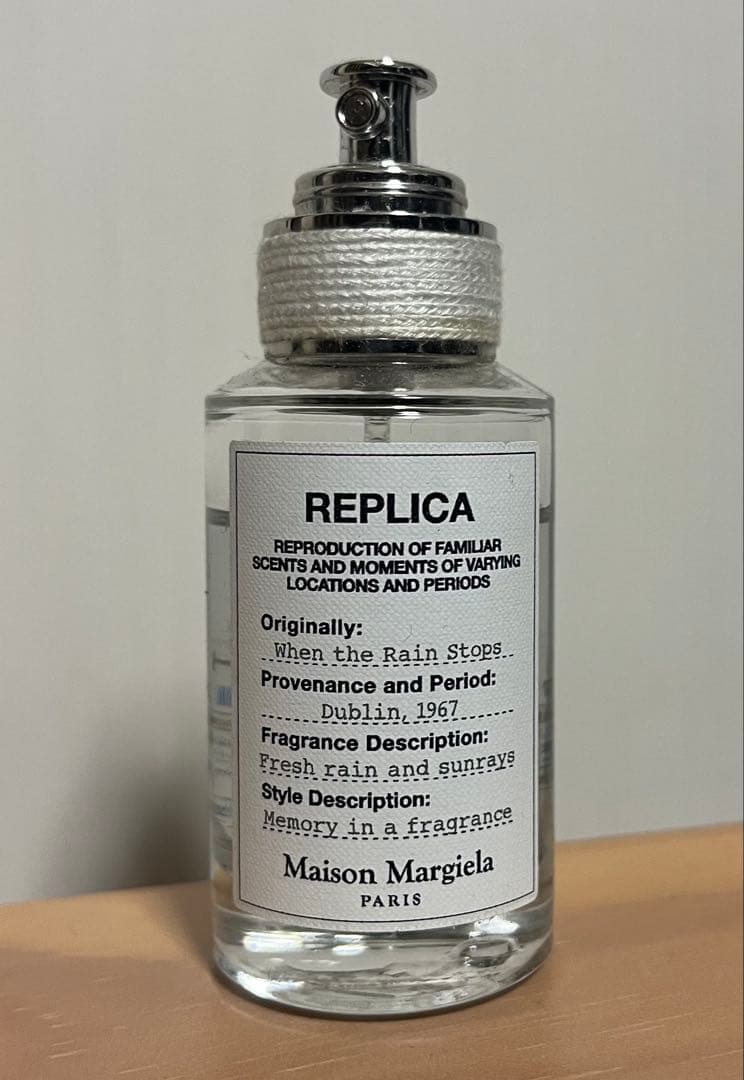 REPLICA
REPRODUCTION OF FAMILIAR
SCENTS AND MOMENTS OF VARYING
LOCATIONS AND PERIODS
Originally:
When the Rain Stops
Provenance and Period:
Dublin, 1967
Fragrance Description:
Fresh rain and sunrays
Style Description:
Memory in a fragrance
Maison Margiela
PARIS